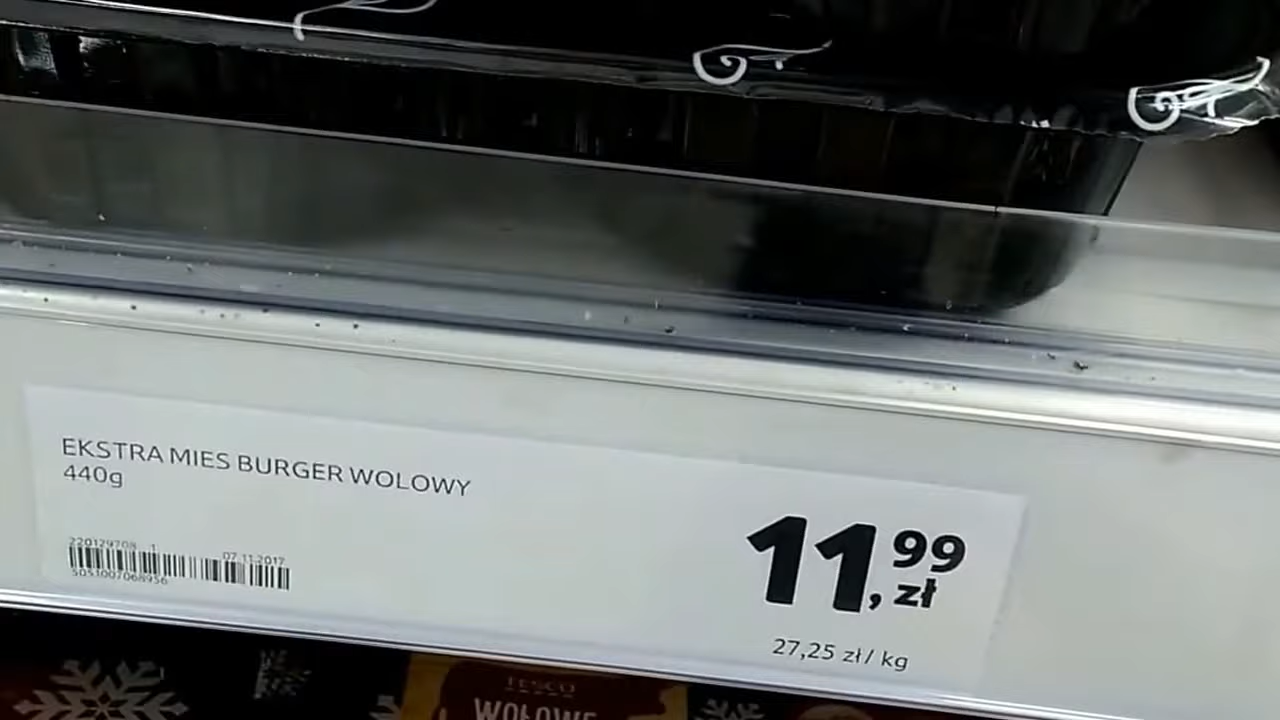 EKSTRA MIES BURGER WOLOWY
440g
220129708 1
07.11.2017
5051007068956
11,99 zł
27,25 zł/kg
TESCO
WOŁOWE